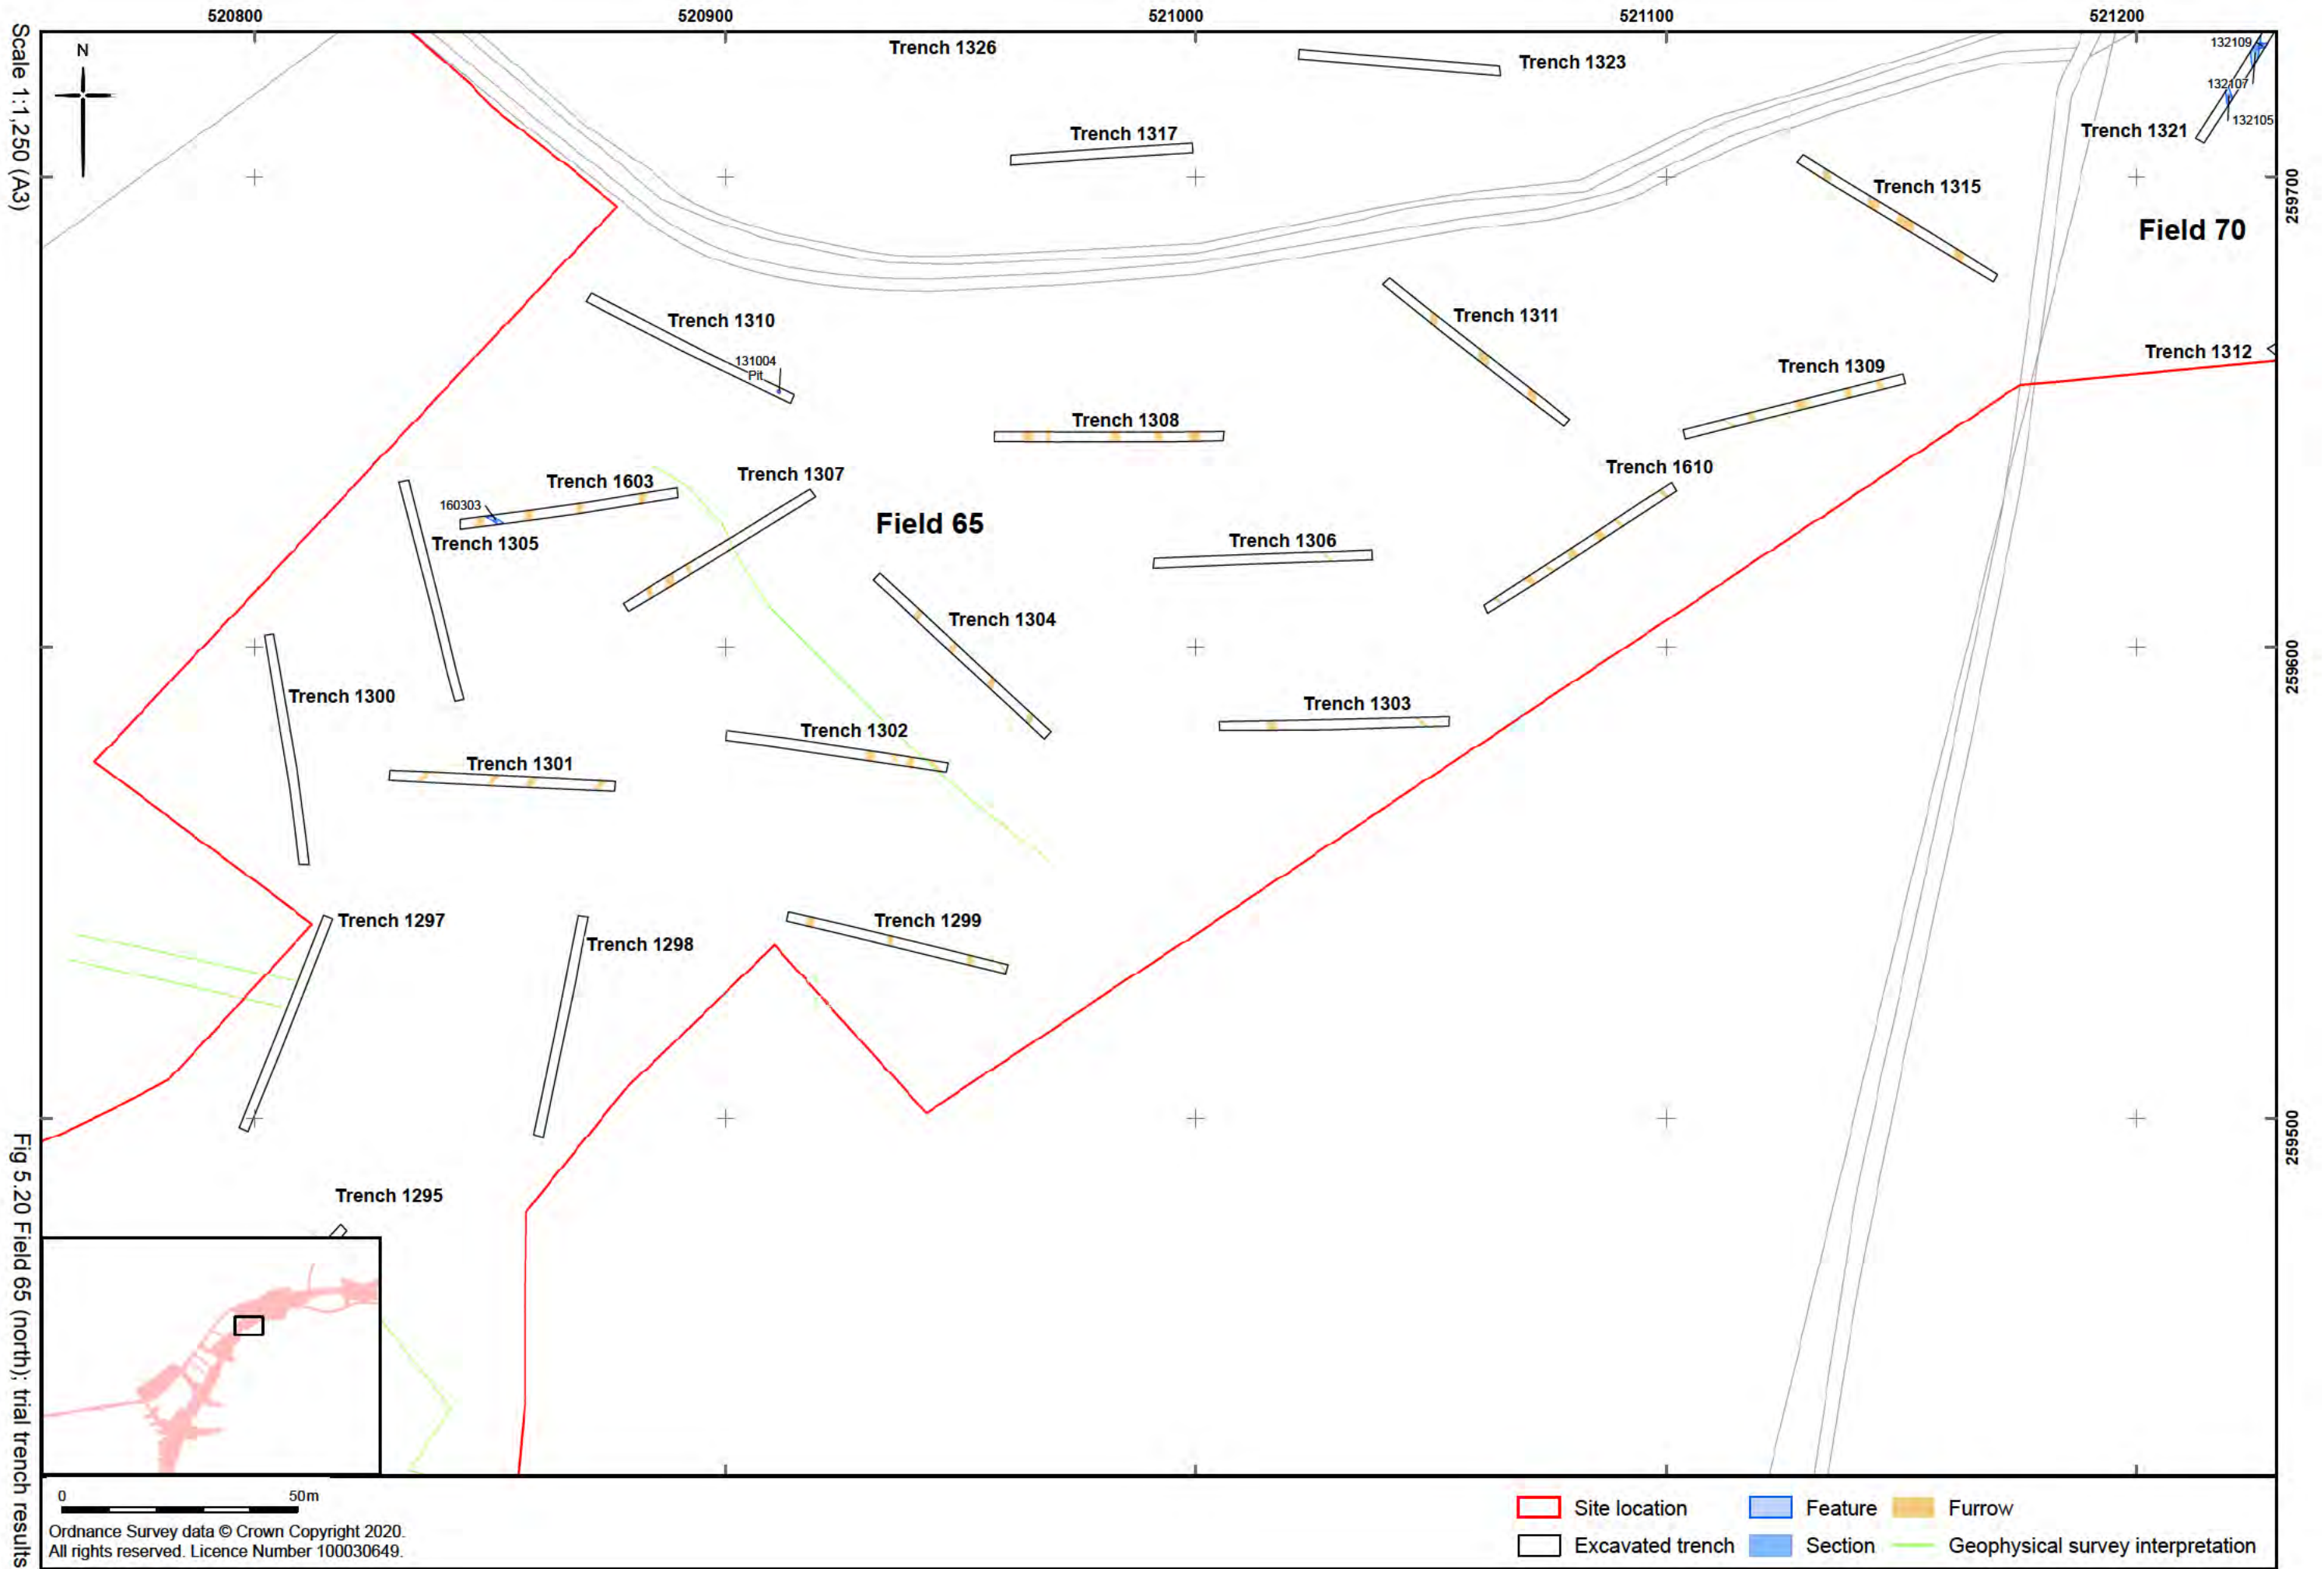 520800
520900
521000
521100
521200
Scale 1:1,250 (A3)
N
Trench 1326
Trench 1323
132109
132107
132105
Trench 1317
Trench 1321
259700
Trench 1315
Field 70
Trench 1310
Trench 1311
131004
Pit
Trench 1312
Trench 1309
Trench 1308
Trench 1307
Trench 1610
Trench 1603
160303
Field 65
Trench 1305
Trench 1306
Trench 1304
259600
Trench 1300
Trench 1303
Trench 1302
Trench 1301
Trench 1297
Trench 1298
Trench 1299
259500
Trench 1295
Fig 5.20 Field 65 (north); trial trench results
0 50m
Ordnance Survey data © Crown Copyright 2020.
All rights reserved. Licence Number 100030649.
Site location
Feature
Furrow
Excavated trench
Section
Geophysical survey interpretation